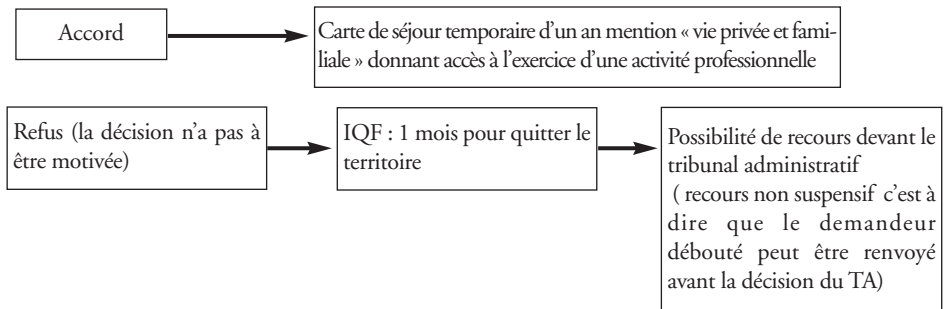 Accord
Carte de séjour temporaire d'un an mention « vie privée et fami-
liale » donnant accès à l'exercice d'une activité professionnelle
Refus (la décision n'a pas à
être motivée)
IQF : 1 mois pour quitter le
territoire
Possibilité de recours devant le
tribunal administratif
( recours non suspensif c'est à
dire que le demandeur
débouté peut être renvoyé
avant la décision du TA)